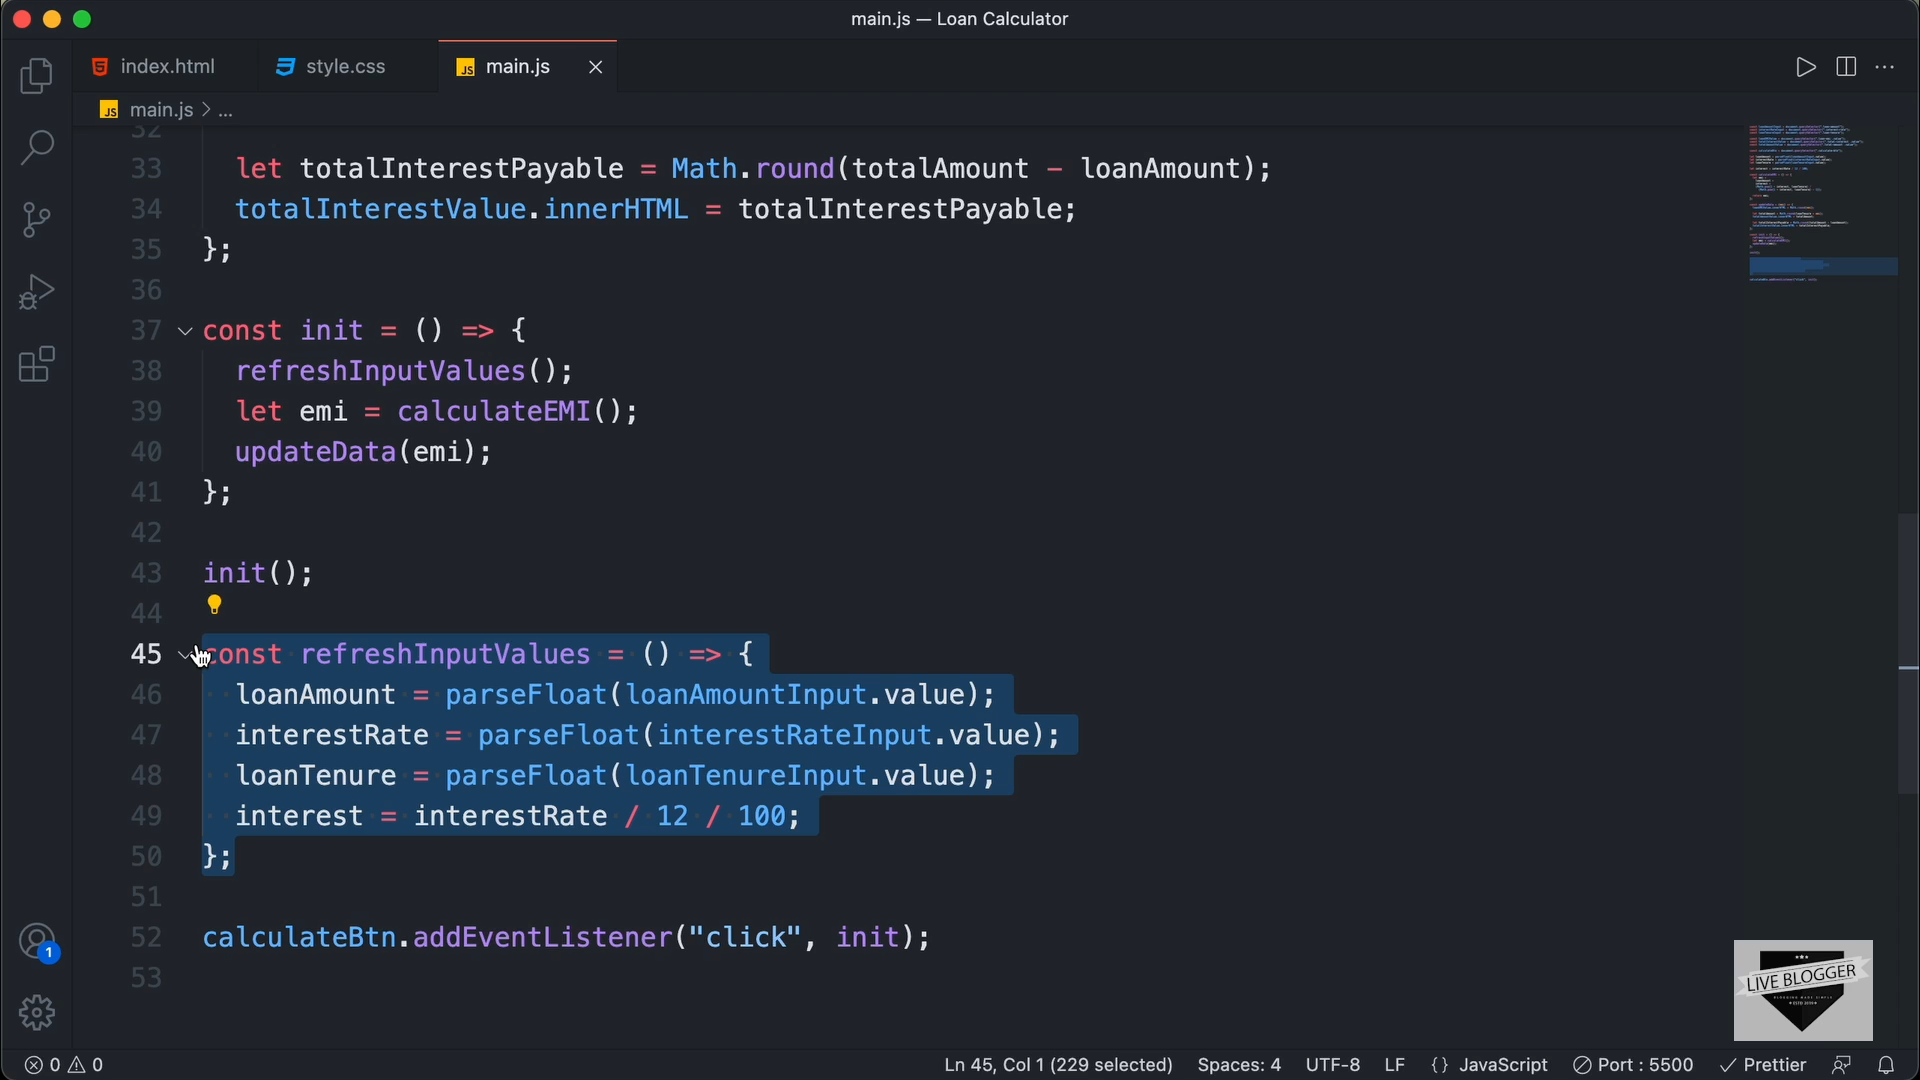 main.js — Loan Calculator
index.html
style.css
JS main.js
JS main.js > ...
32
33 let totalInterestPayable = Math.round(totalAmount - loanAmount);
34 totalInterestValue.innerHTML = totalInterestPayable;
35 };
36
37 const init = () => {
38 refreshInputValues();
39 let emi = calculateEMI();
40 updateData(emi);
41 };
42
43 init();
44
45 const refreshInputValues = () => {
46 loanAmount = parseFloat(loanAmountInput.value);
47 interestRate = parseFloat(interestRateInput.value);
48 loanTenure = parseFloat(loanTenureInput.value);
49 interest = interestRate / 12 / 100;
50 };
51
52 calculateBtn.addEventListener("click", init);
53
1
LIVE BLOGGER
0 0
Ln 45, Col 1 (229 selected) Spaces: 4 UTF-8 LF {} JavaScript Port : 5500 Prettier